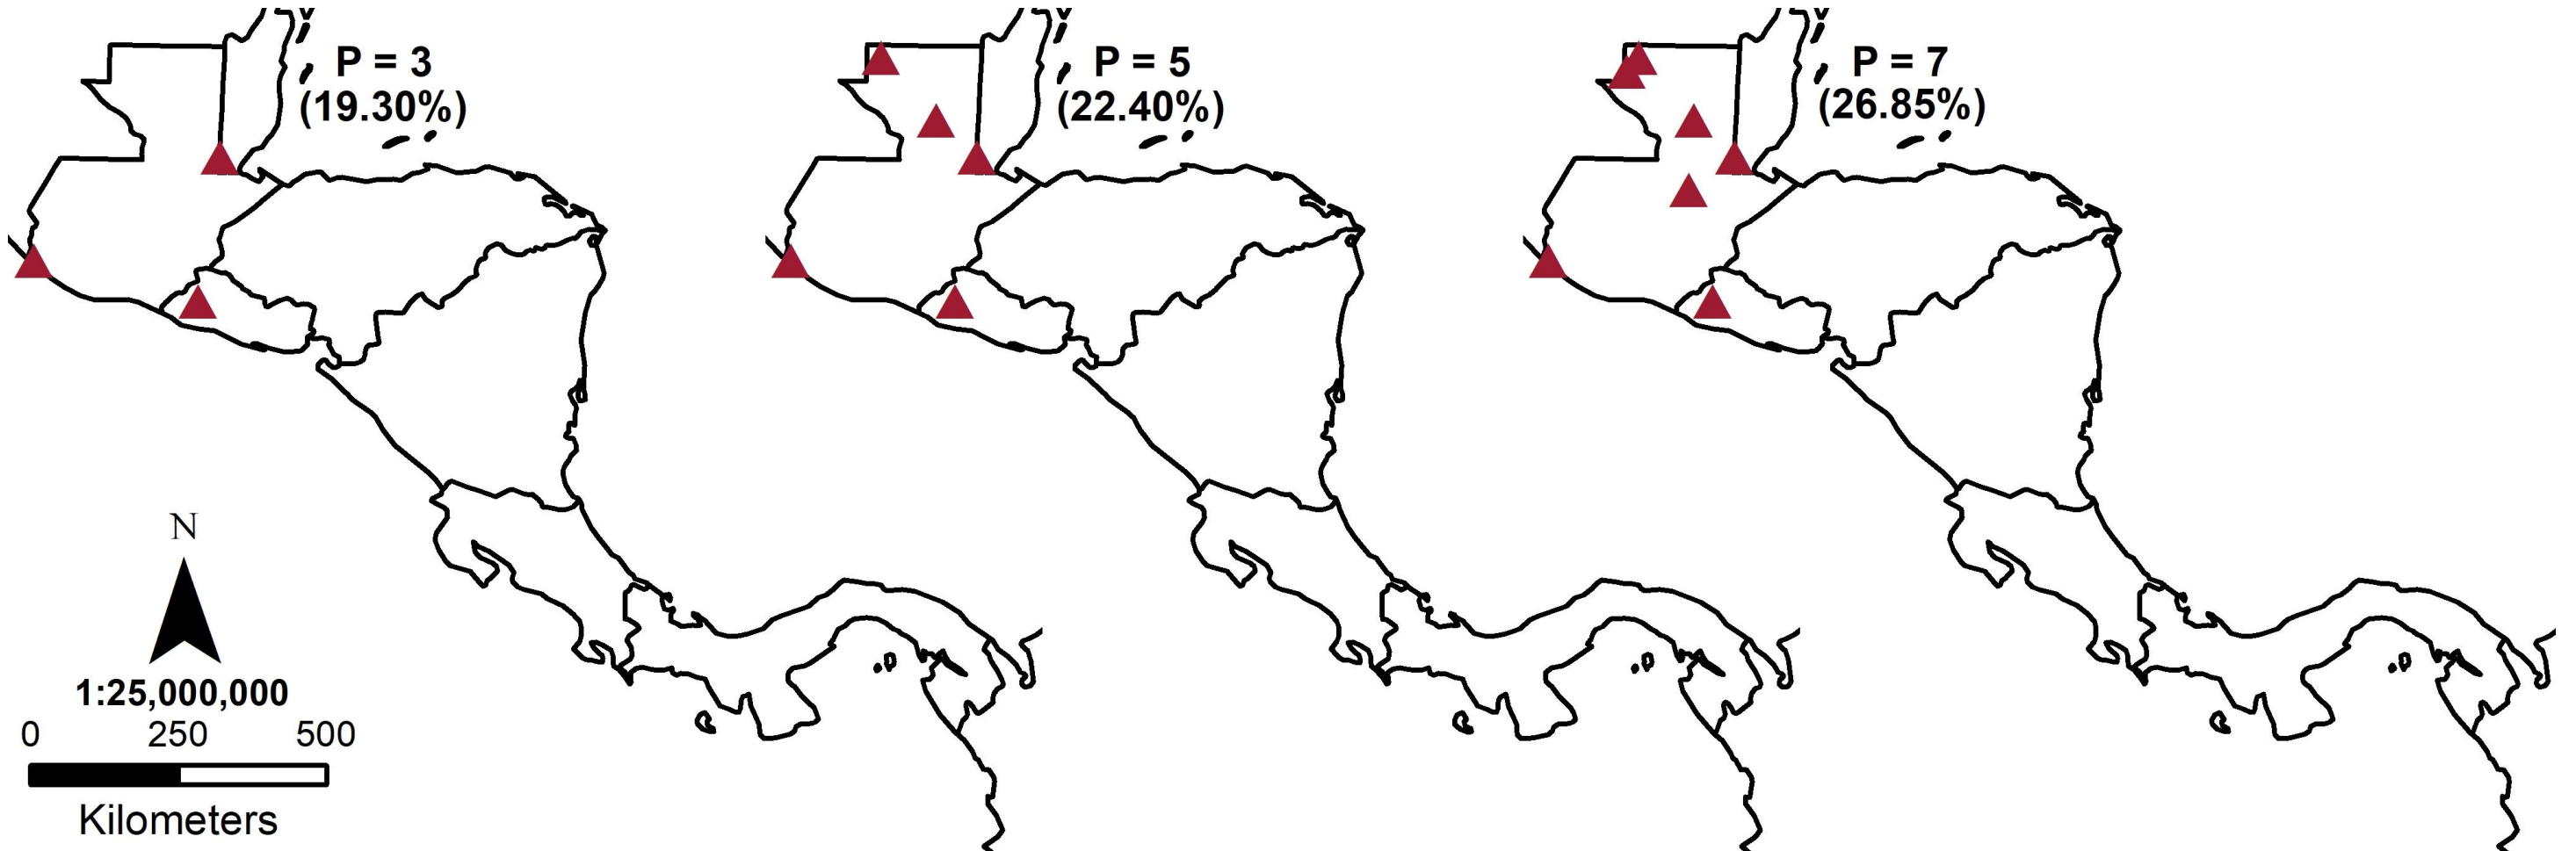 P = 3
(19.30%)
P = 5
(22.40%)
P = 7
(26.85%)
N
1:25,000,000
0 250 500
Kilometers